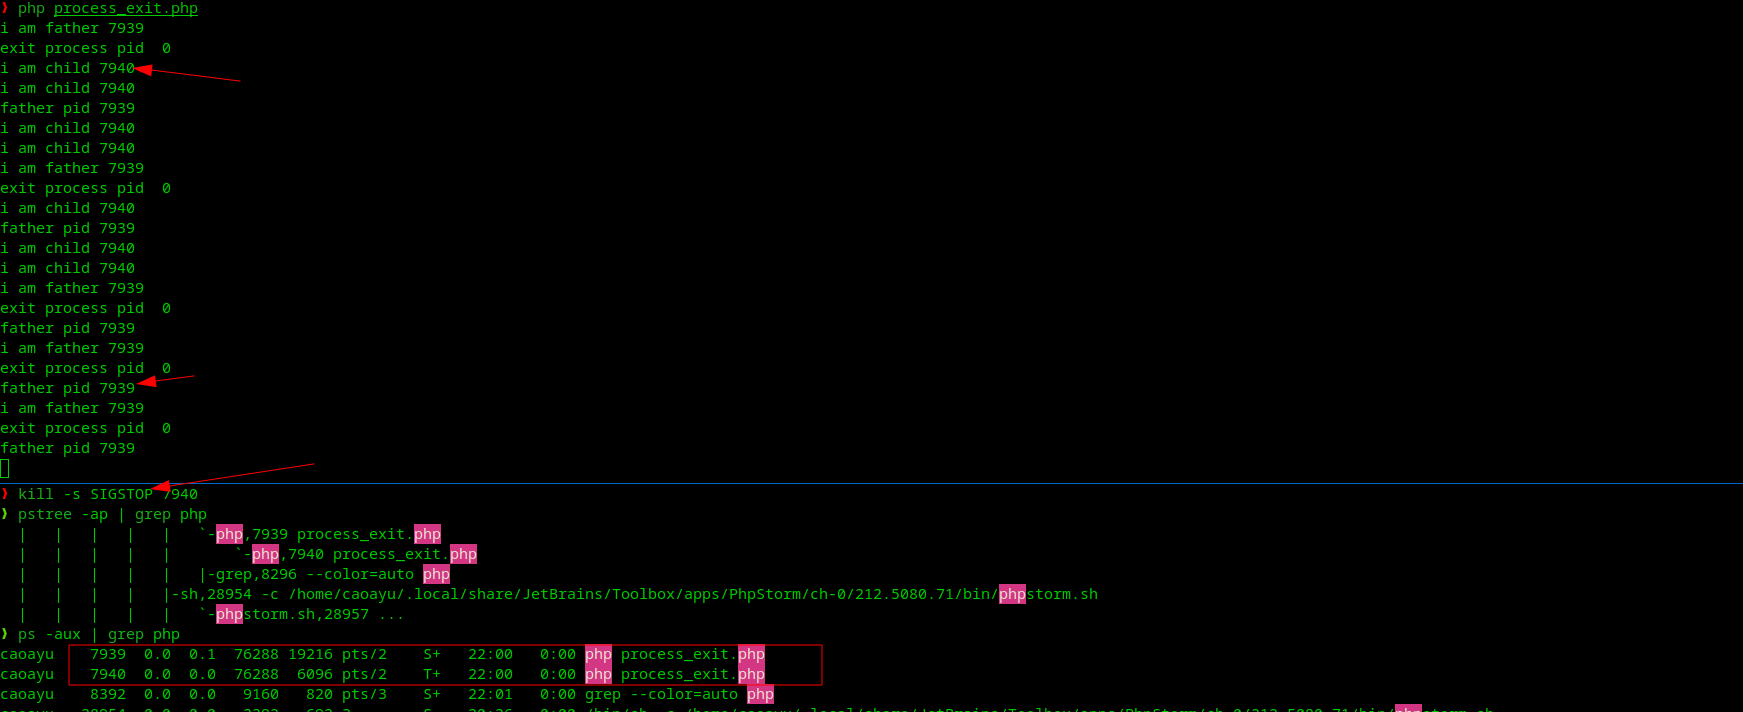 ❯ php process_exit.php
i am father 7939
exit process pid  0
i am child 7940
i am child 7940
father pid 7939
i am child 7940
i am child 7940
i am father 7939
exit process pid  0
i am child 7940
father pid 7939
i am child 7940
i am child 7940
i am father 7939
exit process pid  0
father pid 7939
i am father 7939
exit process pid  0
father pid 7939
i am father 7939
exit process pid  0
father pid 7939
❯ kill -s SIGSTOP 7940
❯ pstree -ap | grep php
  |   |   |   |   |   `-php,7939 process_exit.php
  |   |   |   |   |       `-php,7940 process_exit.php
  |   |   |   |   |   |-grep,8296 --color=auto php
  |   |   |   |   |-sh,28954 -c /home/caoayu/.local/share/JetBrains/Toolbox/apps/PhpStorm/ch-0/212.5080.71/bin/phpstorm.sh
  |   |   |   |   |   `-phpstorm.sh,28957 ...
❯ ps -aux | grep php
caoayu    7939  0.0  0.1  76288 19216 pts/2    S+   22:00   0:00 php process_exit.php
caoayu    7940  0.0  0.0  76288  6096 pts/2    T+   22:00   0:00 php process_exit.php
caoayu    8392  0.0  0.0   9160   820 pts/3    S+   22:01   0:00 grep --color=auto php